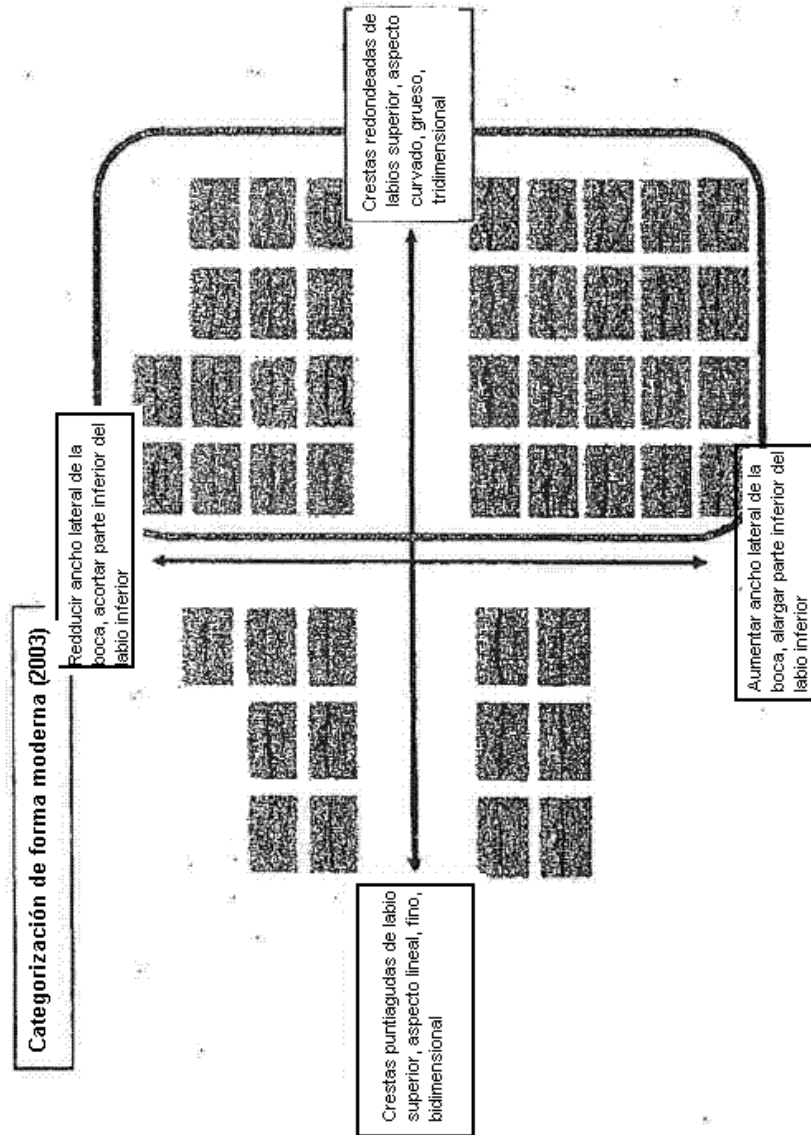 Categorización de forma moderna (2003)
Redducir ancho lateral de la
boca, acortar parte inferior del
labio inferior
Crestas puntiagudas de labio
superior, aspecto lineal, fino,
bidimensional
Crestas redondeadas de
labios superior, aspecto
curvado, grueso,
tridimensional
Aumentar ancho lateral de la
boca, alargar parte inferior del
labio inferior